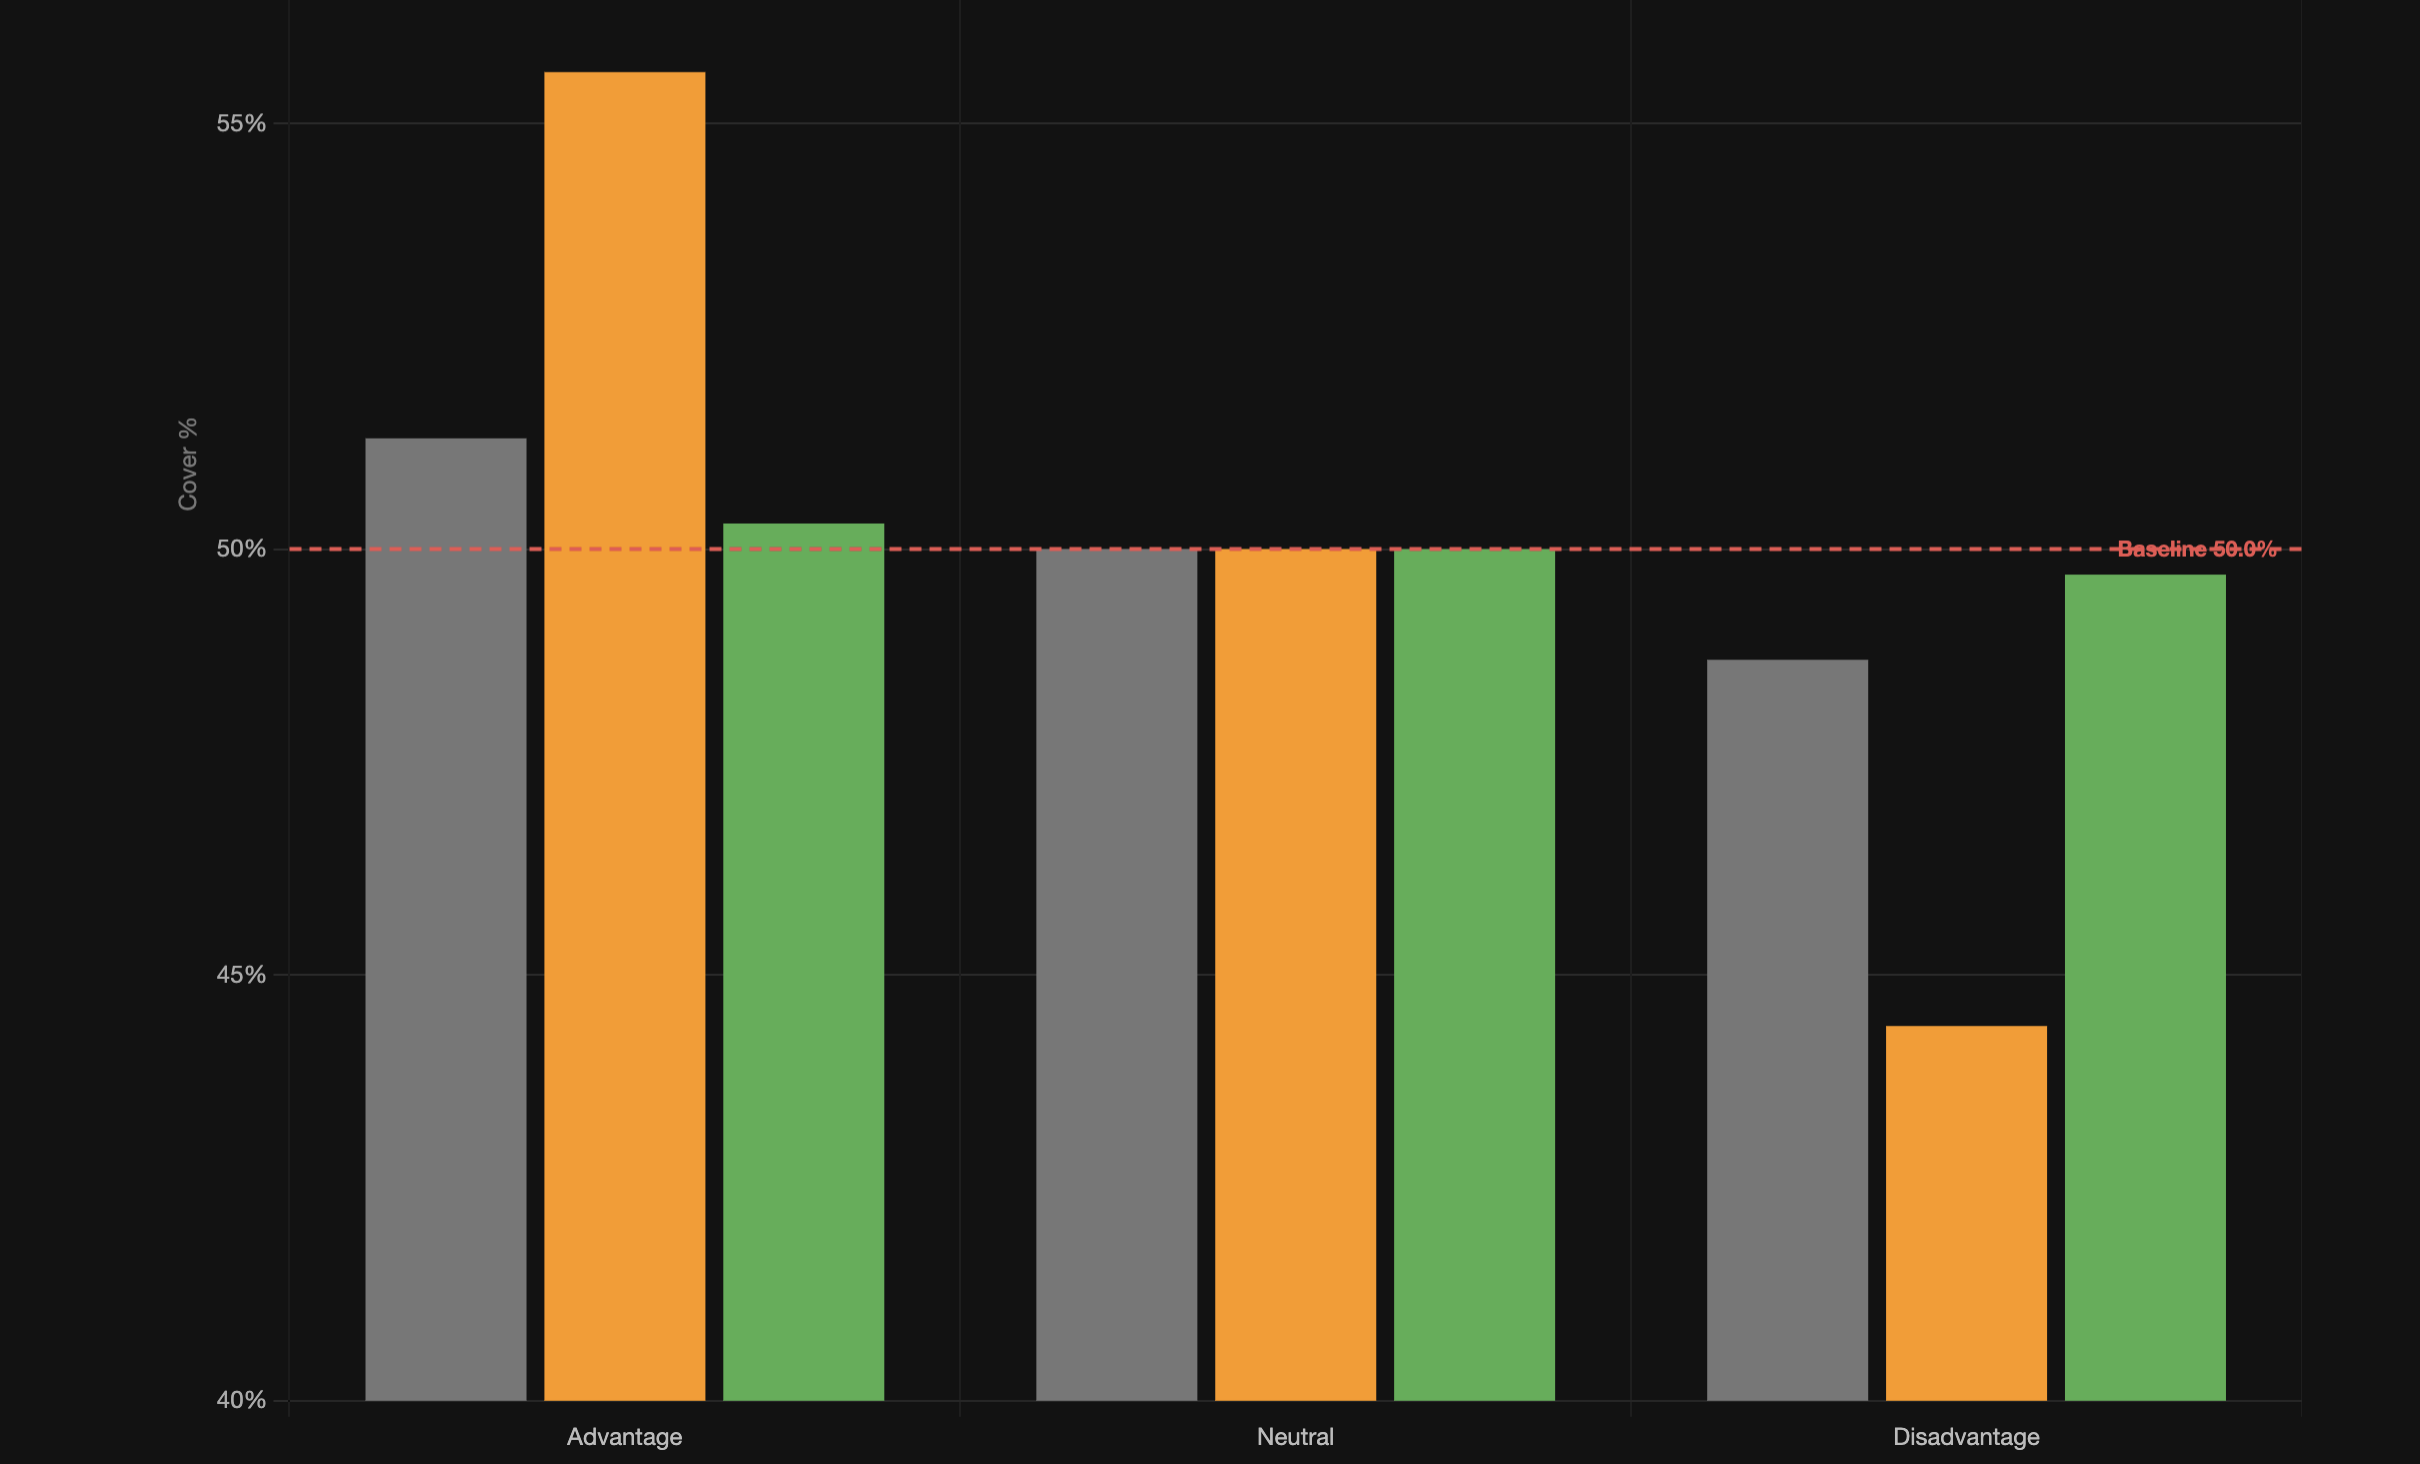 55%
Cover %
50%
Baseline 50.0%
45%
40%
Advantage
Neutral
Disadvantage